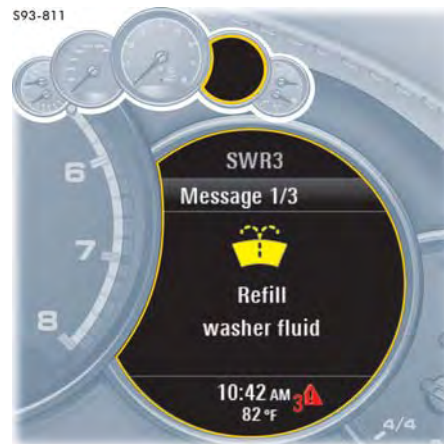 S93-811
SWR3
Message 1/3
6
7
8
Refill
washer fluid
10:42 AM
3
82 °F
4/4